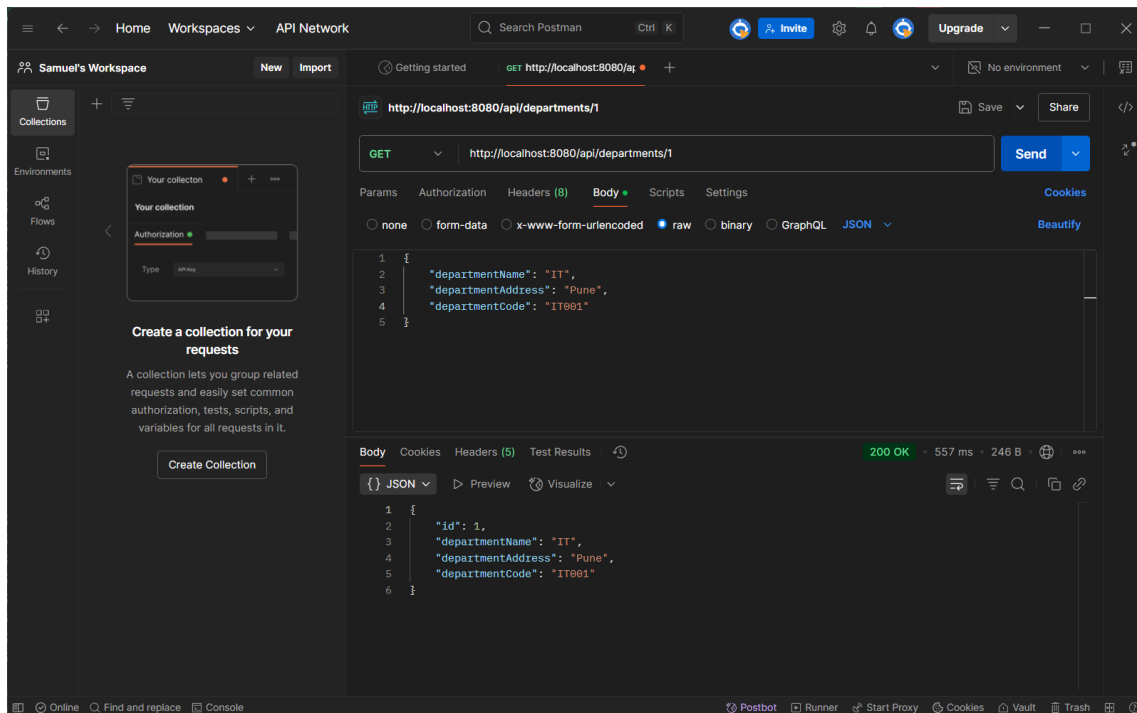 Home Workspaces API Network Search Postman Ctrl K Invite Upgrade
Samuel's Workspace New Import Getting started GET http://localhost:8080/ap No environment
Collections
Environments
Flows
History
Your collecton
Your collection
Authorization
Type API Key
Create a collection for your
requests
A collection lets you group related
requests and easily set common
authorization, tests, scripts, and
variables for all requests in it.
Create Collection
HTTP http://localhost:8080/api/departments/1 Save Share
GET http://localhost:8080/api/departments/1 Send
Params Authorization Headers (8) Body Scripts Settings Cookies
none form-data x-www-form-urlencoded raw binary GraphQL JSON Beautify
1 {
2 "departmentName": "IT",
3 "departmentAddress": "Pune",
4 "departmentCode": "IT001"
5 }
Body Cookies Headers (5) Test Results 200 OK 557 ms 246 B
{} JSON Preview Visualize
1 {
2 "id": 1,
3 "departmentName": "IT",
4 "departmentAddress": "Pune",
5 "departmentCode": "IT001"
6 }
Online Find and replace Console Postbot Runner Start Proxy Cookies Vault Trash